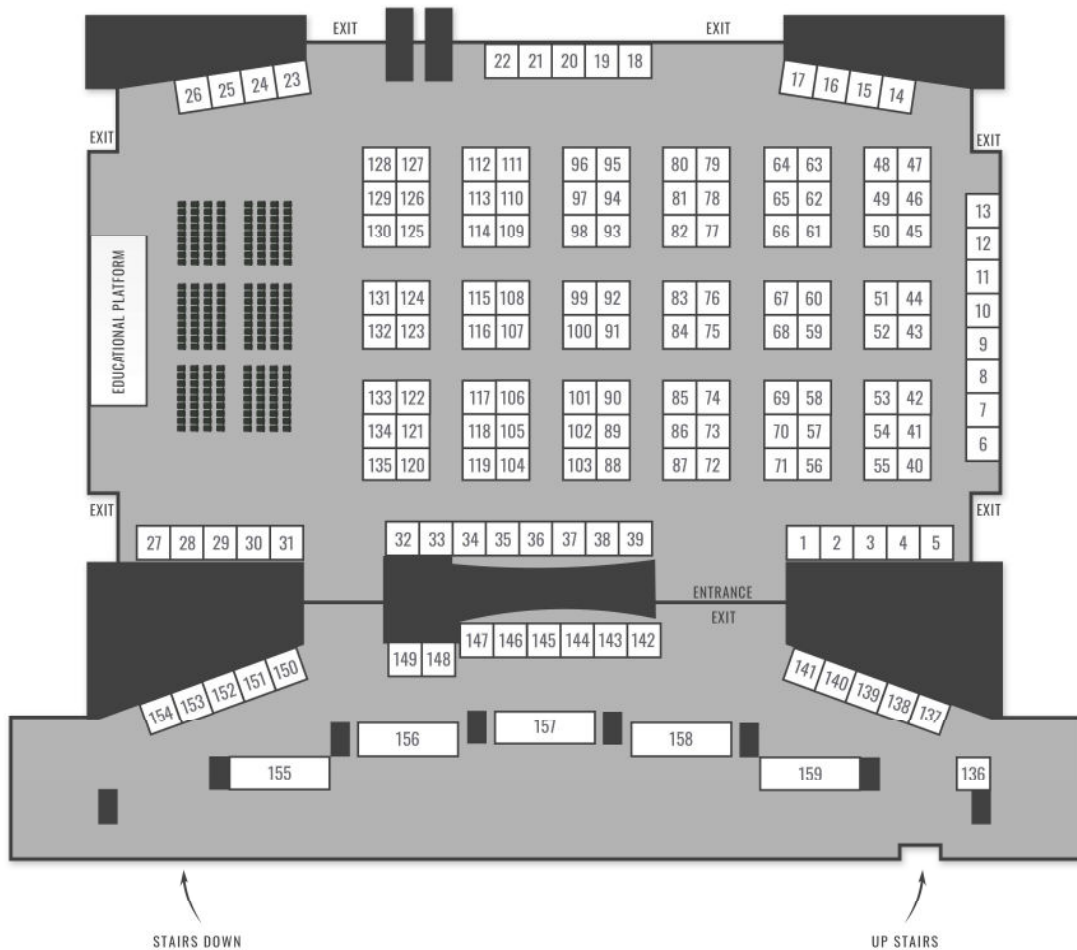 EXIT
EXIT
22 21 20 19 18
26 25 24 23
17 16 15 14
EXIT
EXIT
128 127 112 111 96 95 80 79 64 63 48 47
129 126 113 110 97 94 81 78 65 62 49 46
130 125 114 109 98 93 82 77 66 61 50 45
13
12
11
10
9
8
7
6
EDUCATIONAL PLATFORM
131 124 115 108 99 92 83 76 67 60 51 44
132 123 116 107 100 91 84 75 68 59 52 43
133 122 117 106 101 90 85 74 69 58 53 42
134 121 118 105 102 89 86 73 70 57 54 41
135 120 119 104 103 88 87 72 71 56 55 40
EXIT
EXIT
27 28 29 30 31
32 33 34 35 36 37 38 39
1 2 3 4 5
ENTRANCE
EXIT
149 148 147 146 145 144 143 142
154 153 152 151 150
141 140 139 138 137
155
156
157
158
159
136
STAIRS DOWN
UP STAIRS